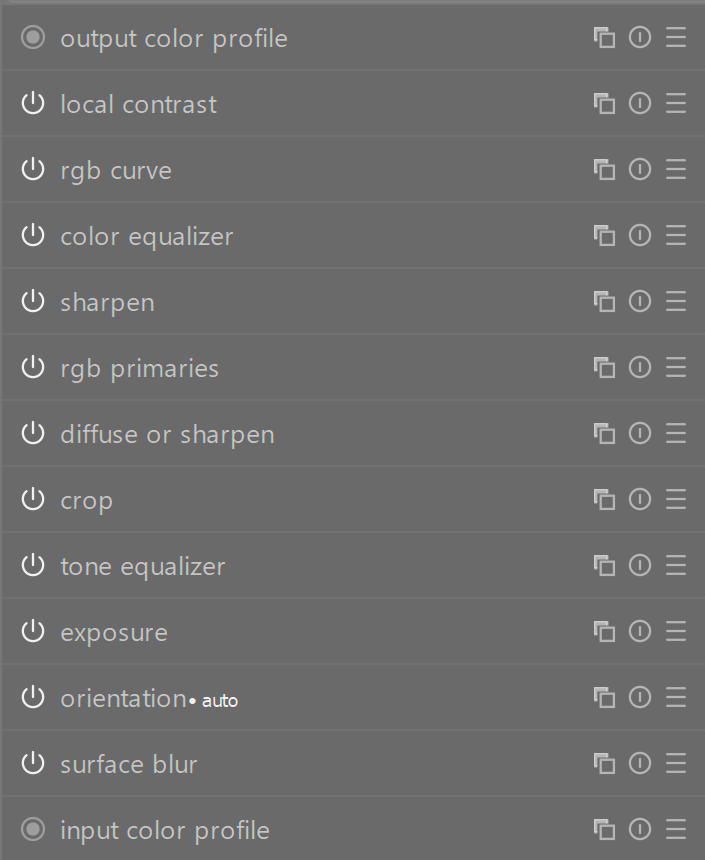 output color profile
local contrast
rgb curve
color equalizer
sharpen
rgb primaries
diffuse or sharpen
crop
tone equalizer
exposure
orientation• auto
surface blur
input color profile